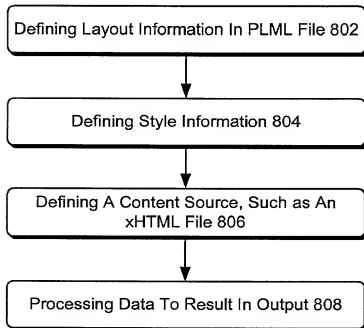 Defining Layout Information In PLML File 802
Defining Style Information 804
Defining A Content Source, Such as An
xHTML File 806
Processing Data To Result In Output 808